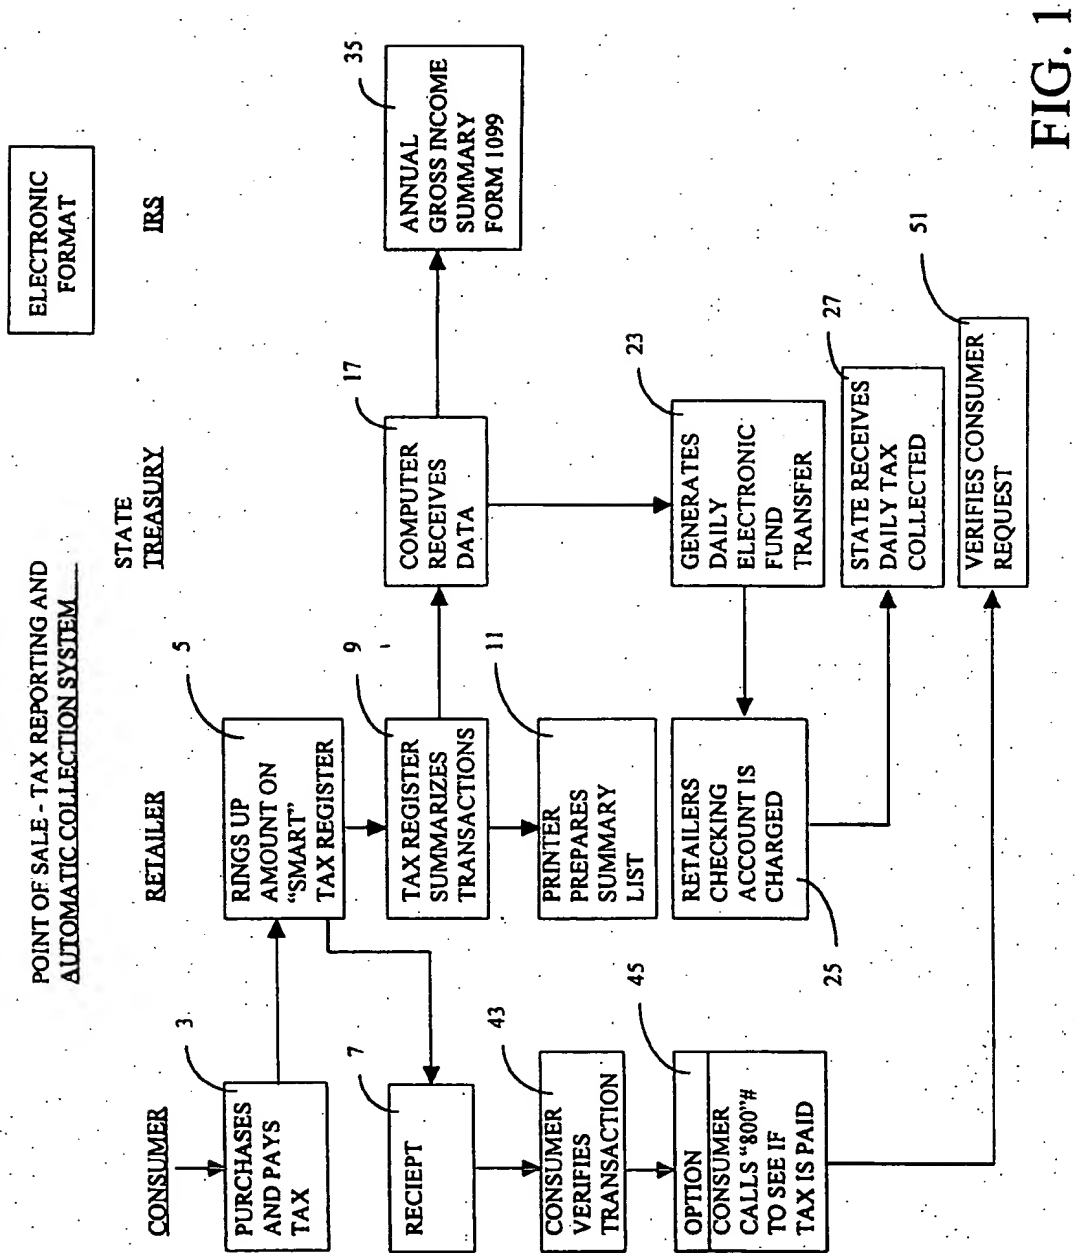 ELECTRONIC
FORMAT
POINT OF SALE - TAX REPORTING AND
AUTOMATIC COLLECTION SYSTEM
CONSUMER
RETAILER
STATE
TREASURY
IRS
3
PURCHASES
AND PAYS
TAX
5
RINGS UP
AMOUNT ON
"SMART"
TAX REGISTER
7
RECIEPT
9
TAX REGISTER
SUMMARIZES
TRANSACTIONS
17
COMPUTER
RECEIVES
DATA
35
ANNUAL
GROSS INCOME
SUMMARY
FORM 1099
43
CONSUMER
VERIFIES
TRANSACTION
11
PRINTER
PREPARES
SUMMARY
LIST
45
OPTION
CONSUMER
CALLS "800"#
TO SEE IF
TAX IS PAID
25
RETAILERS
CHECKING
ACCOUNT IS
CHARGED
23
GENERATES
DAILY
ELECTRONIC
FUND
TRANSFER
27
STATE RECEIVES
DAILY TAX
COLLECTED
51
VERIFIES CONSUMER
REQUEST
FIG. 1